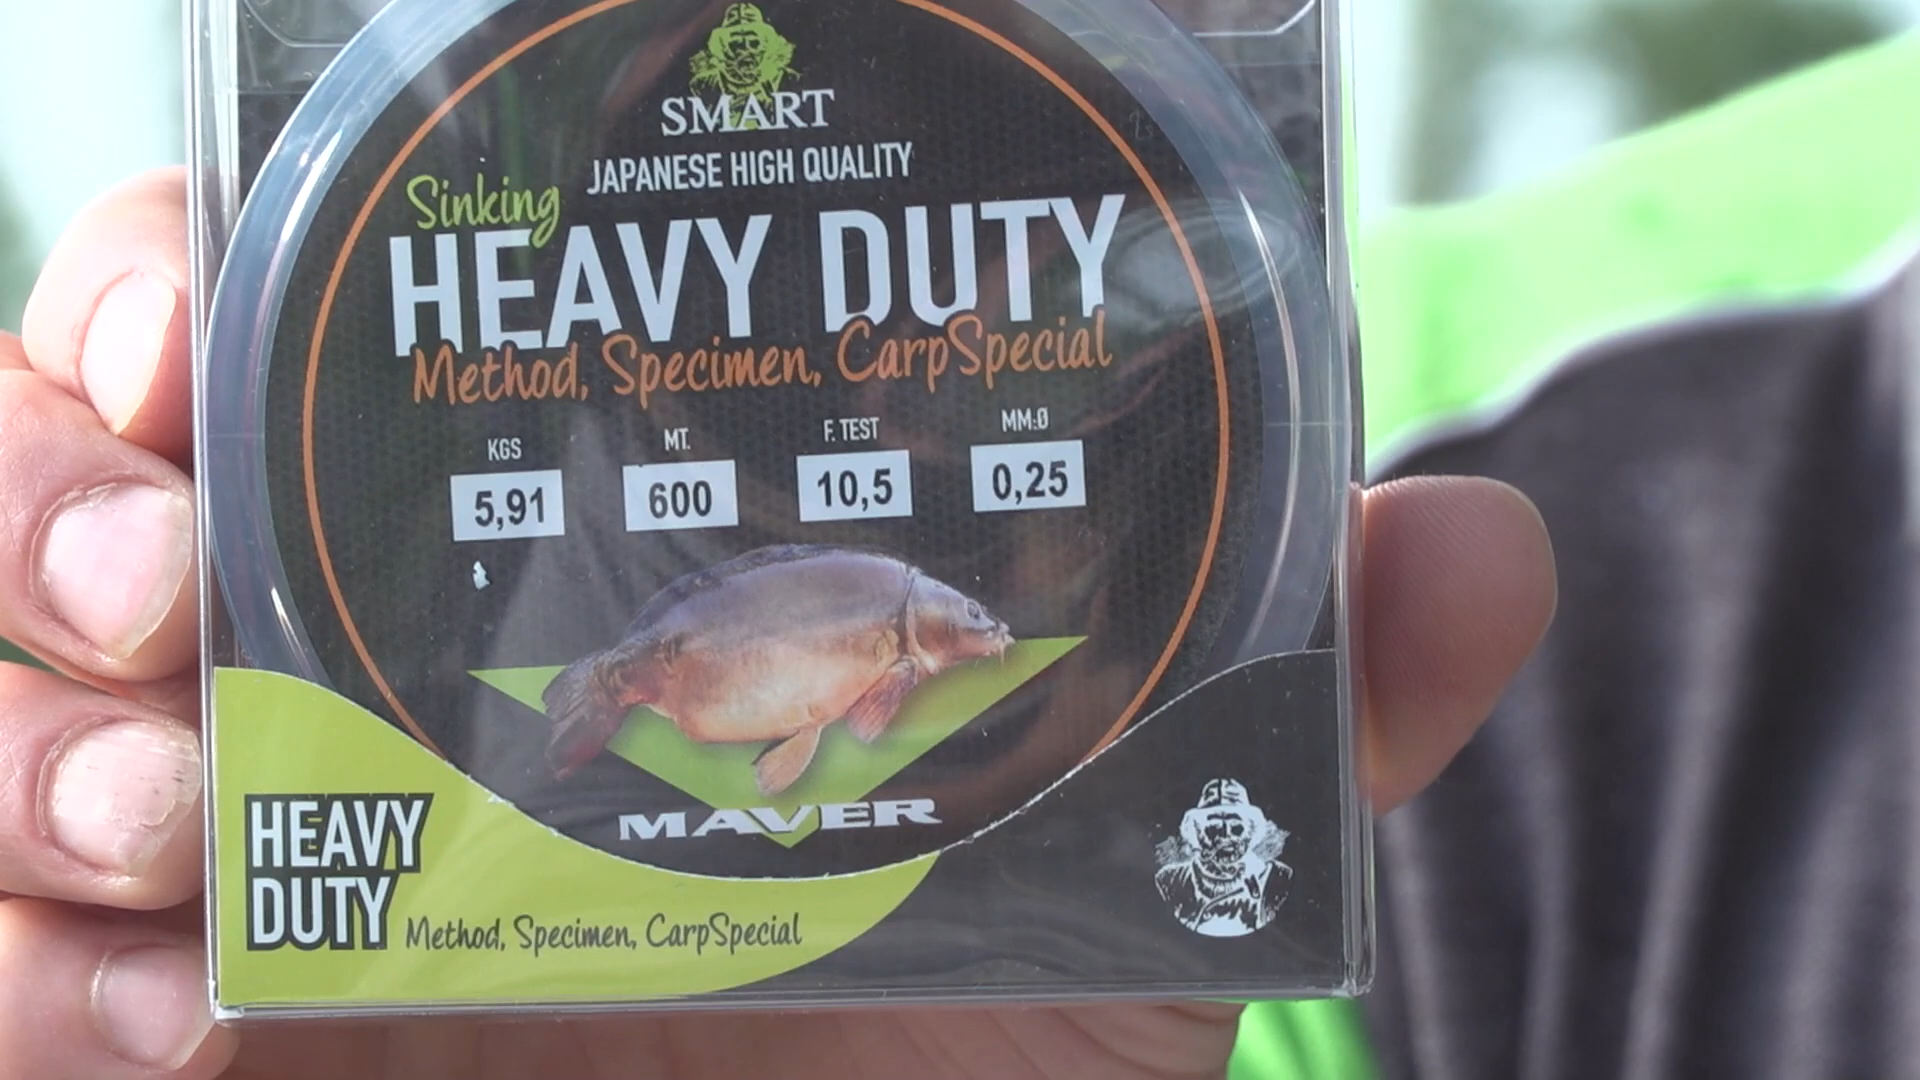 SMART
JAPANESE HIGH QUALITY
Sinking
HEAVY DUTY
Method, Specimen, CarpSpecial
KGS MT. F. TEST MM.Ø
5,91 600 10,5 0,25
MAVER
HEAVY
DUTY
Method, Specimen, CarpSpecial